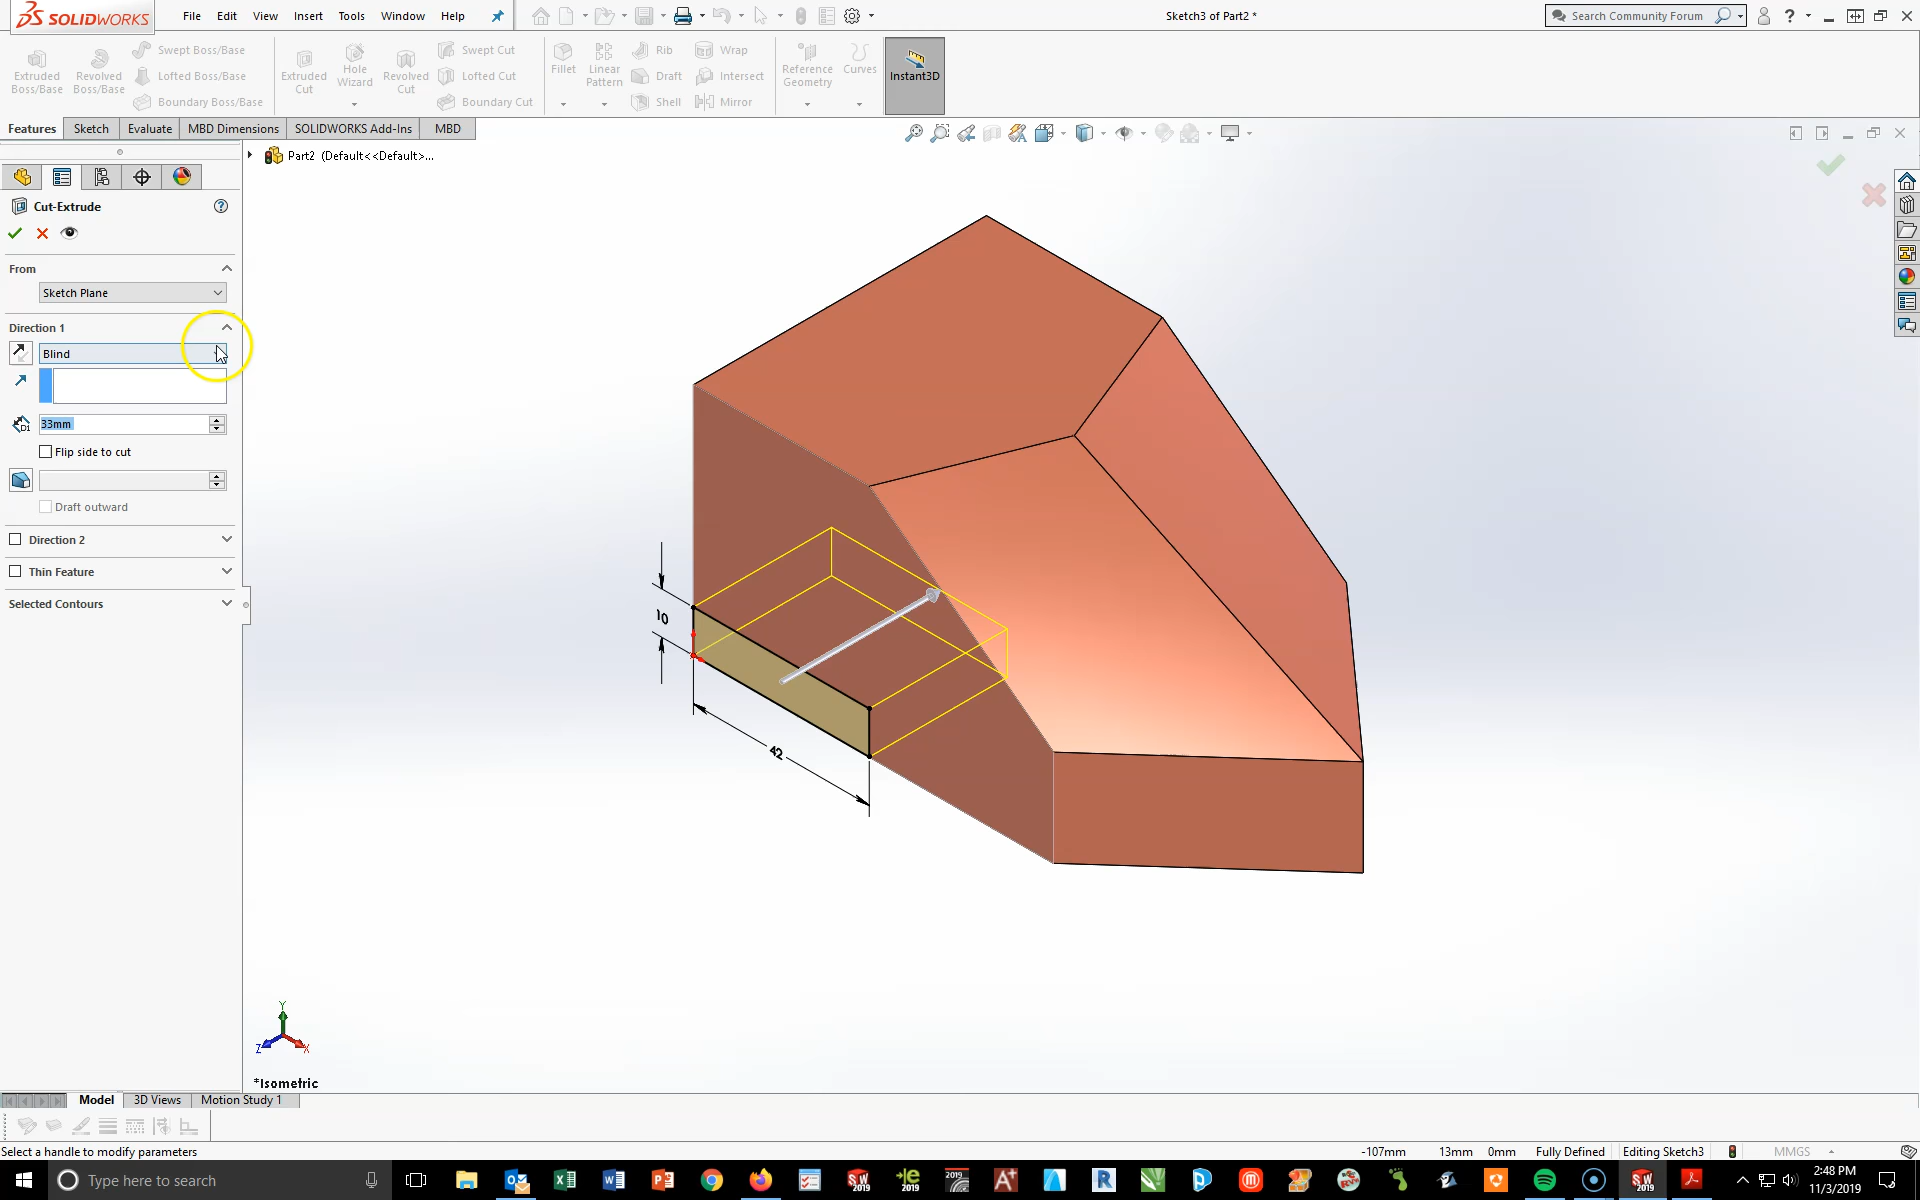 SOLIDWORKS File Edit View Insert Tools Window Help Sketch3 of Part2 * Search Community Forum
Extruded Boss/Base Revolved Boss/Base Swept Boss/Base Lofted Boss/Base Boundary Boss/Base
Extruded Cut Hole Wizard Revolved Cut Swept Cut Lofted Cut Boundary Cut
Fillet Linear Pattern Rib Draft Shell Wrap Intersect Mirror
Reference Geometry Curves Instant3D
Features Sketch Evaluate MBD Dimensions SOLIDWORKS Add-Ins MBD
Part2 (Default<<Default>...
Cut-Extrude
From
Sketch Plane
Direction 1
Blind
D1 33mm
Flip side to cut
Draft outward
Direction 2
Thin Feature
Selected Contours
10
42
Y
Z X
*Isometric
Model 3D Views Motion Study 1
Select a handle to modify parameters -107mm 13mm 0mm Fully Defined Editing Sketch3 MMGS
Type here to search
2:48 PM
11/3/2019